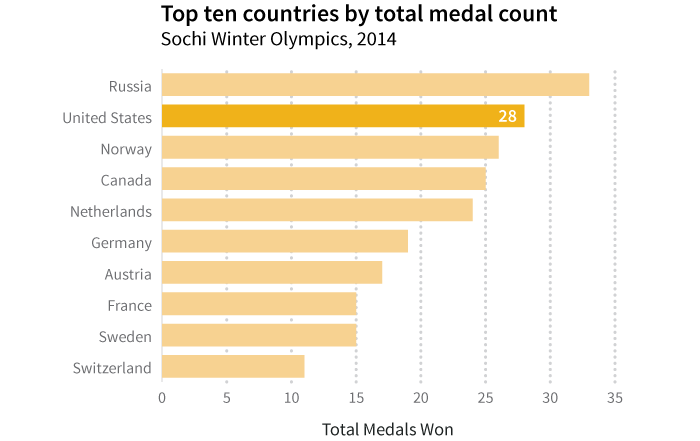 Top ten countries by total medal count
Sochi Winter Olympics, 2014
Russia
United States
28
Norway
Canada
Netherlands
Germany
Austria
France
Sweden
Switzerland
0 5 10 15 20 25 30 35
Total Medals Won